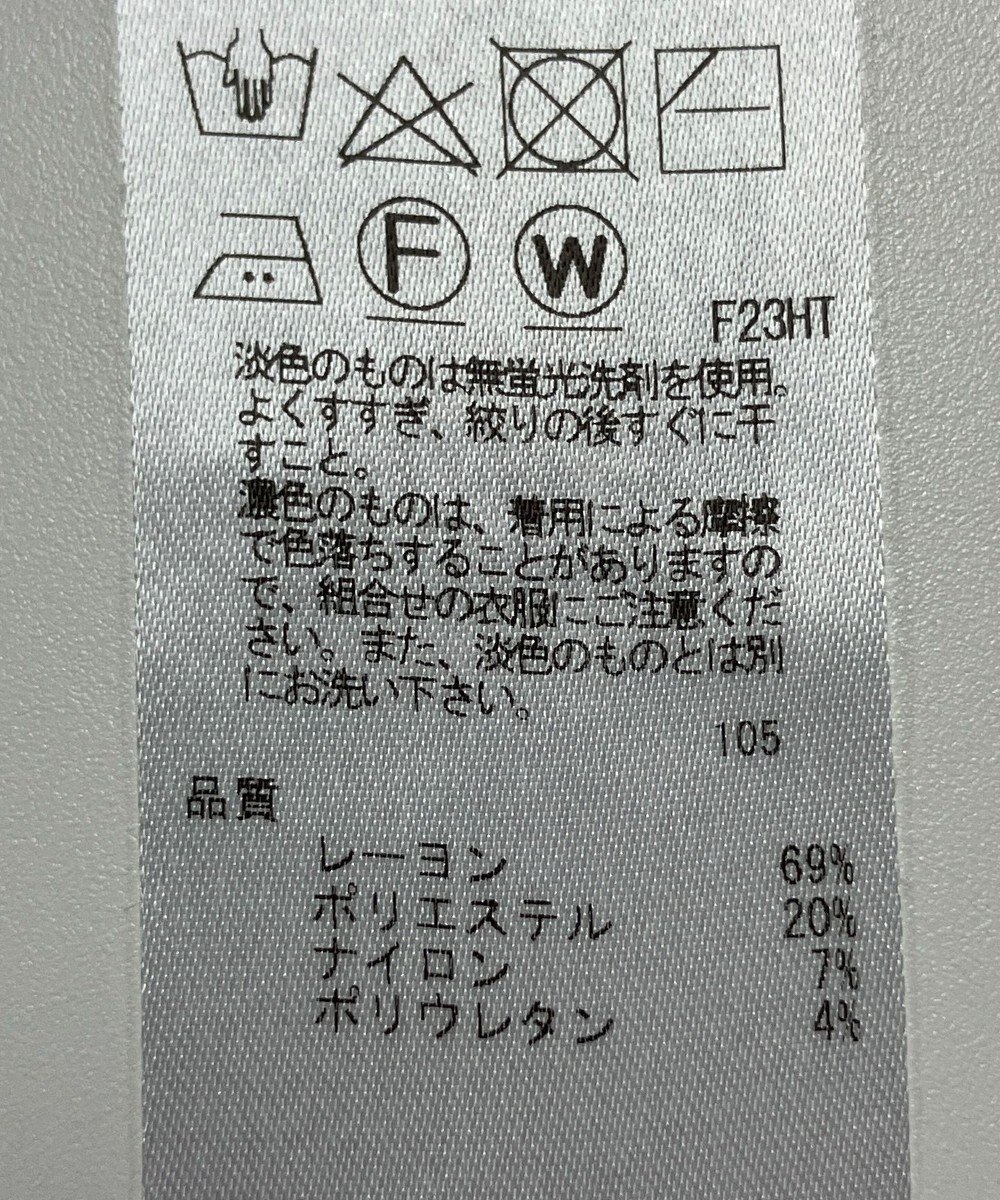 F
W
F23HT
淡色のものは無蛍光洗剤を使用。
よくすすぎ、絞りの後すぐに干
すこと。
濃色のものは、着用による摩擦
で色落ちすることがありますの
で、組合せの衣服にご注意くだ
さい。また、淡色のものとは別
にお洗い下さい。
105
品質
レーヨン 69%
ポリエステル 20%
ナイロン 7%
ポリウレタン 4%